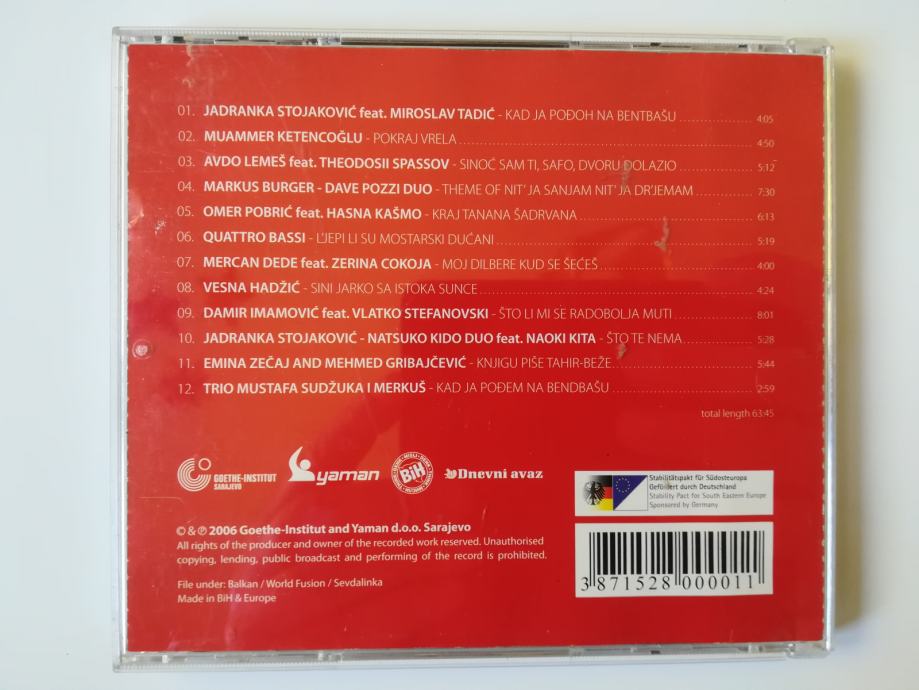 01. JADRANKA STOJAKOVIĆ feat. MIROSLAV TADIĆ - KAD JA POĐOH NA BENTBAŠU 4:05
02. MUAMMER KETENCOĞLU - POKRAJ VRELA 4:50
03. AVDO LEMEŠ feat. THEODOSII SPASSOV - SINOĆ SAM TI, SAFO, DVORU DOLAZIO 5:12
04. MARKUS BURGER - DAVE POZZI DUO - THEME OF NIT' JA SANJAM NIT' JA DR'JEMAM 7:30
05. OMER POBRIĆ feat. HASNA KAŠMO - KRAJ TANANA ŠADRVANA 6:13
06. QUATTRO BASSI - L'JEPI LI SU MOSTARSKI DUĆANI 5:19
07. MERCAN DEDE feat. ZERINA COKOJA - MOJ DILBERE KUD SE ŠEĆEŠ 4:00
08. VESNA HADŽIĆ - SINI JARKO SA ISTOKA SUNCE 4:24
09. DAMIR IMAMOVIĆ feat. VLATKO STEFANOVSKI - ŠTO LI MI SE RADOBOLJA MUTI 8:01
10. JADRANKA STOJAKOVIĆ - NATSUKO KIDO DUO feat. NAOKI KITA - ŠTO TE NEMA 5:28
11. EMINA ZEČAJ AND MEHMED GRIBAJČEVIĆ - KNJIGU PIŠE TAHIR-BEŽE 5:44
12. TRIO MUSTAFA SUDŽUKA I MERKUŠ - KAD JA POĐEM NA BENDBAŠU 2:59
total length 63:45
GOETHE-INSTITUT
SARAJEVO
yaman
BiH
Dnevni avaz
Stabilitätspakt für Südosteuropa
Gefördert durch Deutschland
Stability Pact for South Eastern Europe
Sponsored by Germany
© & ℗ 2006 Goethe-Institut and Yaman d.o.o. Sarajevo
All rights of the producer and owner of the recorded work reserved. Unauthorised
copying, lending, public broadcast and performing of the record is prohibited.
File under: Balkan / World Fusion / Sevdalinka
Made in BiH & Europe
3 871528 000011